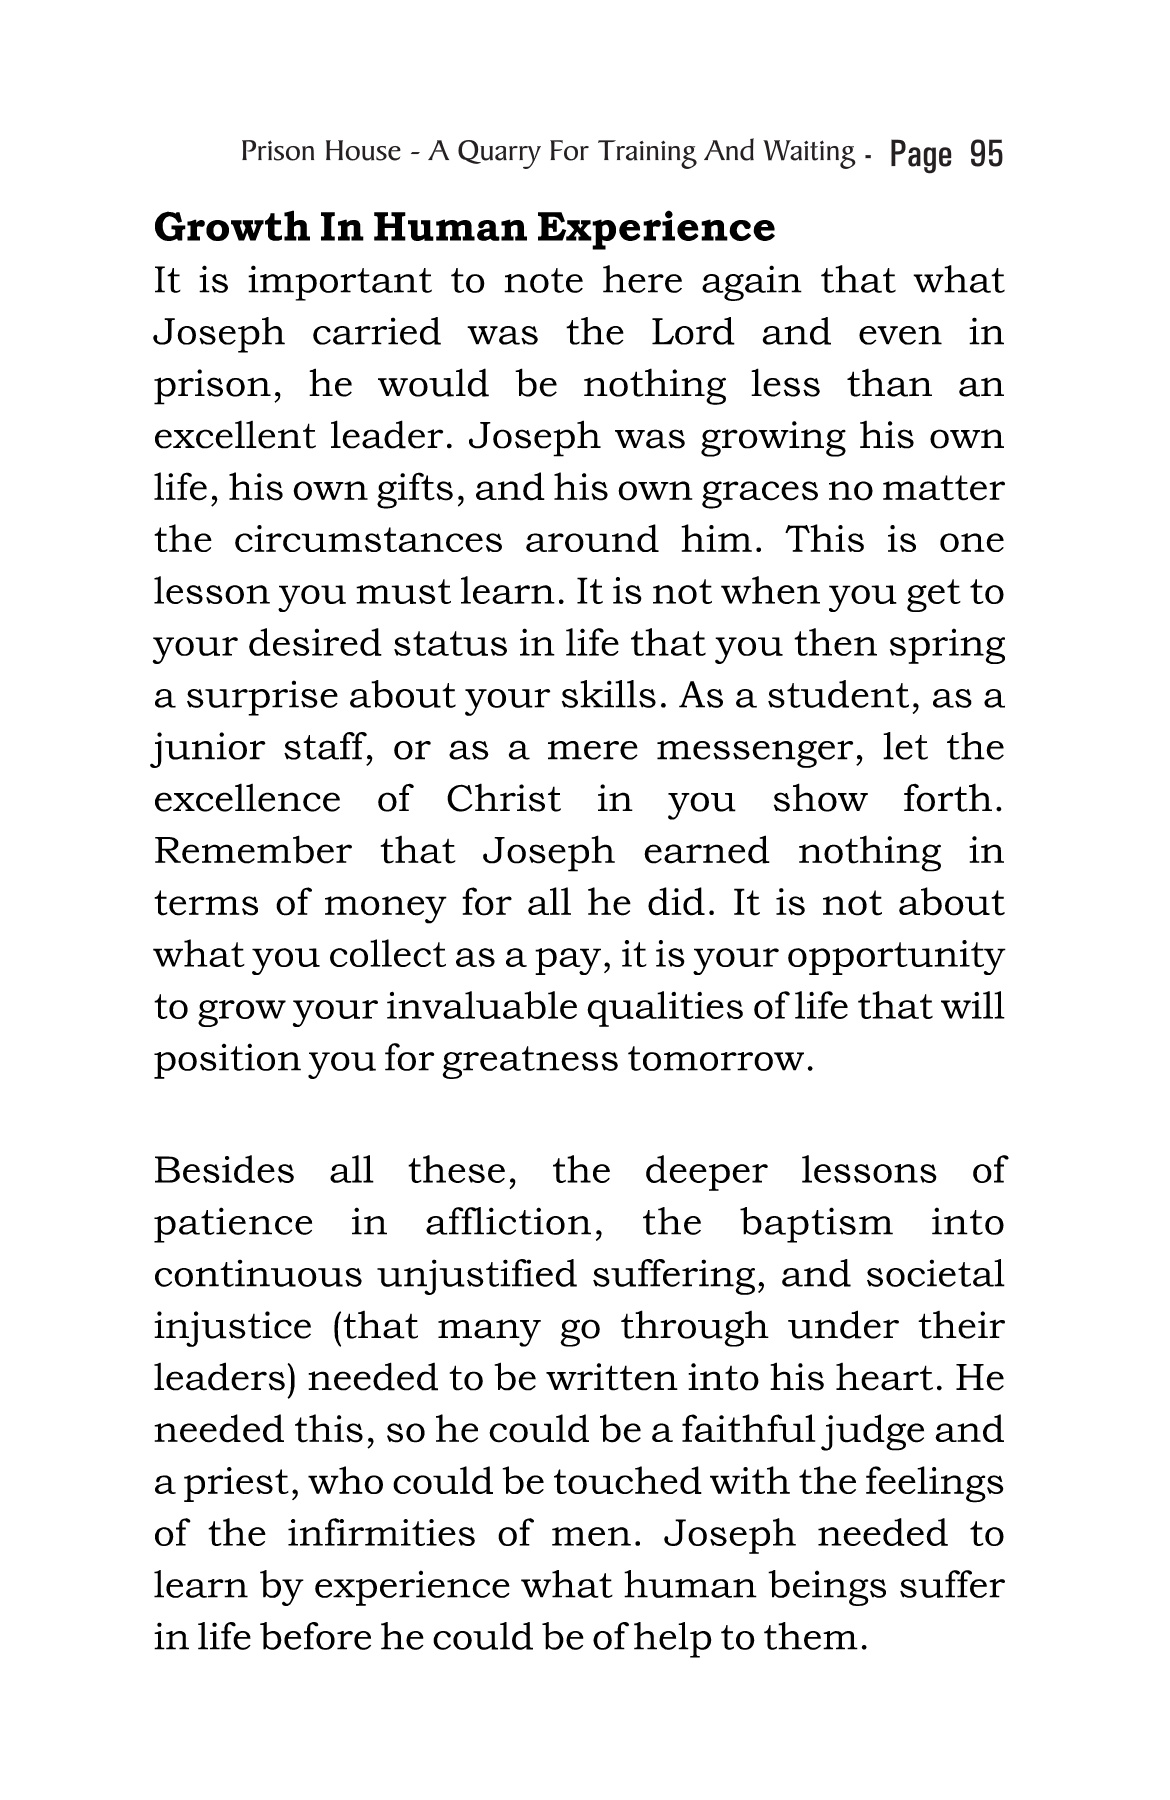 Prison House - A Quarry For Training And Waiting - Page 95
Growth In Human Experience
It is important to note here again that what
Joseph carried was the Lord and even in
prison, he would be nothing less than an
excellent leader. Joseph was growing his own
life, his own gifts, and his own graces no matter
the circumstances around him. This is one
lesson you must learn. It is not when you get to
your desired status in life that you then spring
a surprise about your skills. As a student, as a
junior staff, or as a mere messenger, let the
excellence of Christ in you show forth.
Remember that Joseph earned nothing in
terms of money for all he did. It is not about
what you collect as a pay, it is your opportunity
to grow your invaluable qualities of life that will
position you for greatness tomorrow.
Besides all these, the deeper lessons of
patience in affliction, the baptism into
continuous unjustified suffering, and societal
injustice (that many go through under their
leaders) needed to be written into his heart. He
needed this, so he could be a faithful judge and
a priest, who could be touched with the feelings
of the infirmities of men. Joseph needed to
learn by experience what human beings suffer
in life before he could be of help to them.